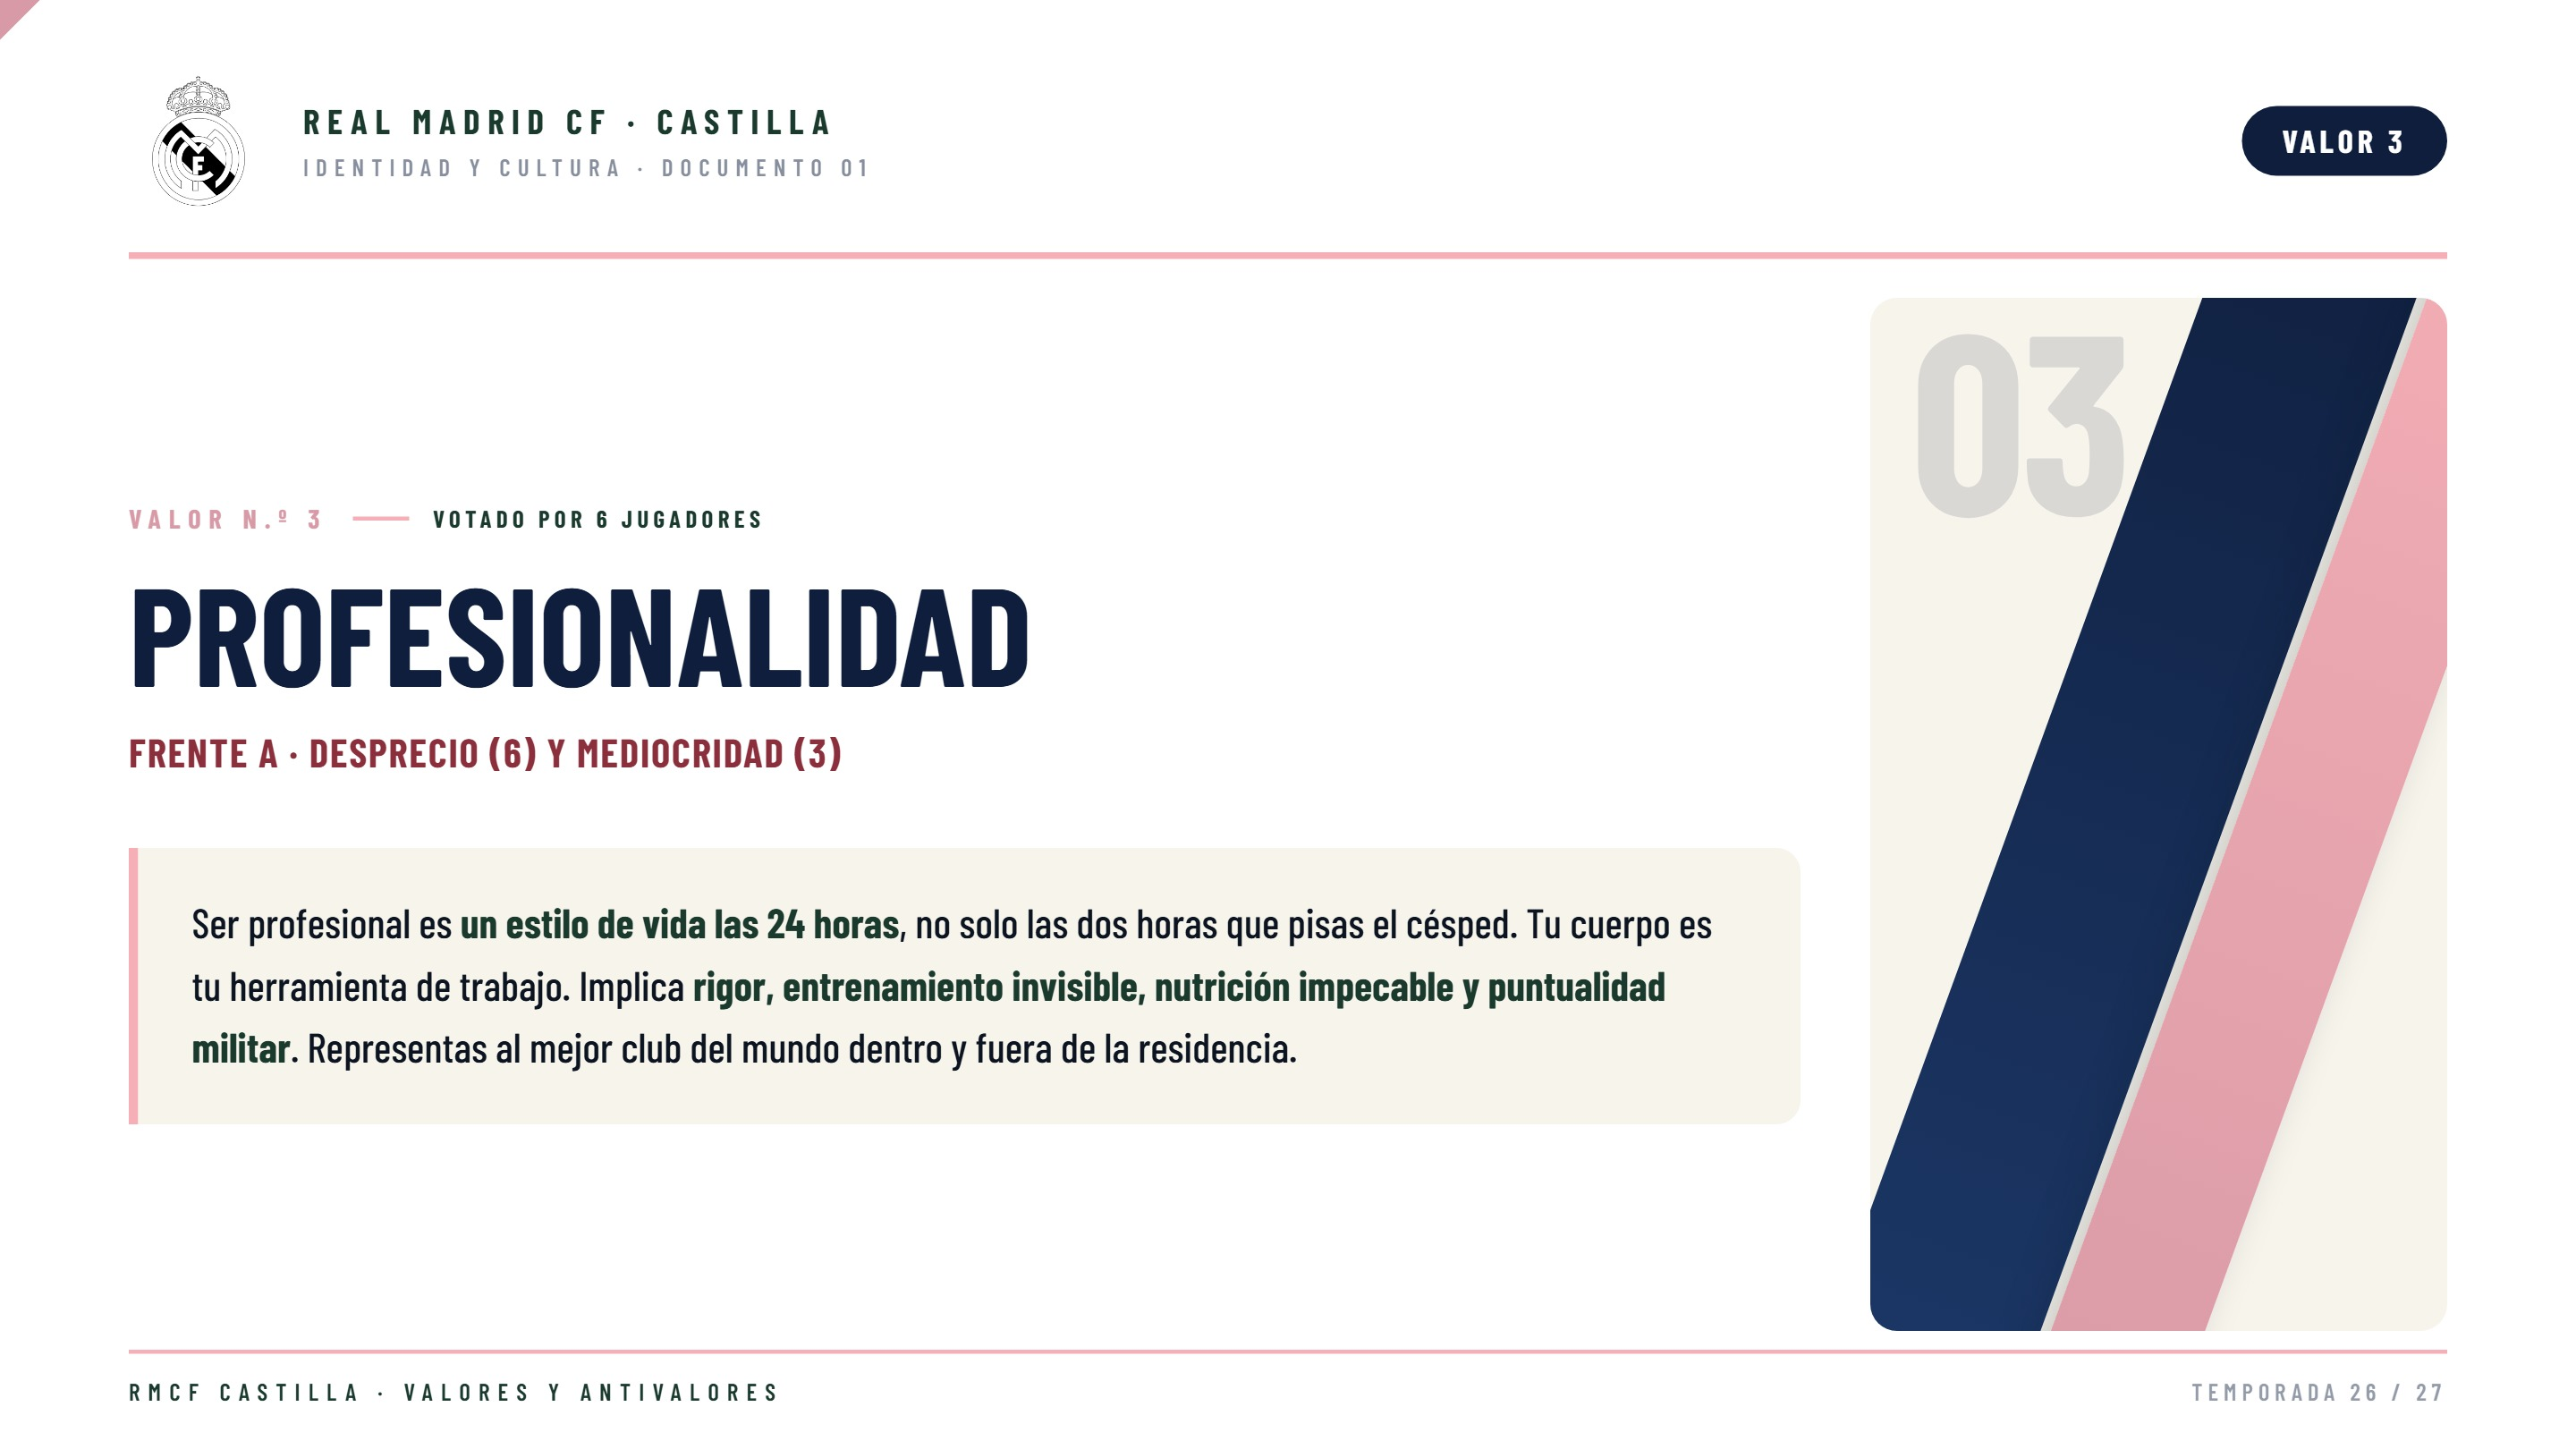 REAL MADRID CF · CASTILLA
IDENTIDAD Y CULTURA · DOCUMENTO 01
VALOR 3
03
VALOR N.º 3 — VOTADO POR 6 JUGADORES
PROFESIONALIDAD
FRENTE A · DESPRECIO (6) Y MEDIOCRIDAD (3)
Ser profesional es un estilo de vida las 24 horas, no solo las dos horas que pisas el césped. Tu cuerpo es
tu herramienta de trabajo. Implica rigor, entrenamiento invisible, nutrición impecable y puntualidad
militar. Representas al mejor club del mundo dentro y fuera de la residencia.
RMCF CASTILLA · VALORES Y ANTIVALORES
TEMPORADA 26 / 27